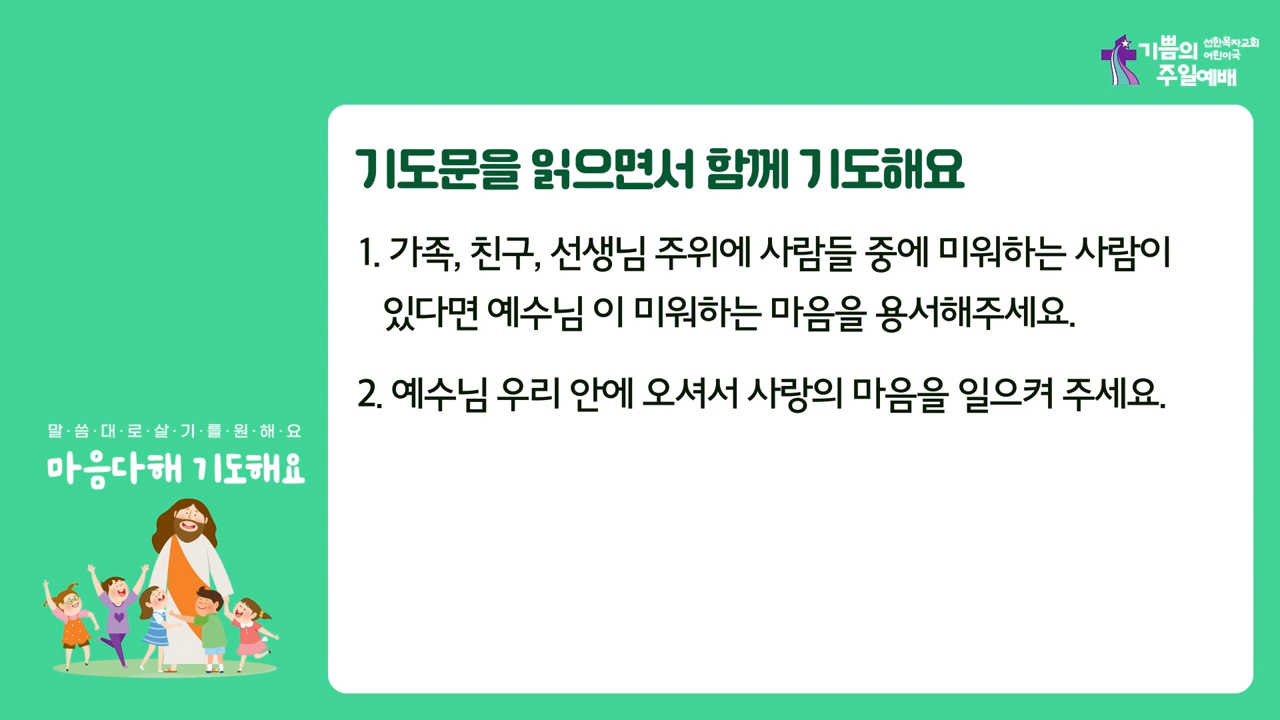 기쁨의
주일예배
선한목자교회
어린이국
기도문을 읽으면서 함께 기도해요
1. 가족, 친구, 선생님 주위에 사람들 중에 미워하는 사람이
있다면 예수님 이 미워하는 마음을 용서해주세요.
2. 예수님 우리 안에 오셔서 사랑의 마음을 일으켜 주세요.
말·씀·대·로·살·기·를·원·해·요
마음다해 기도해요